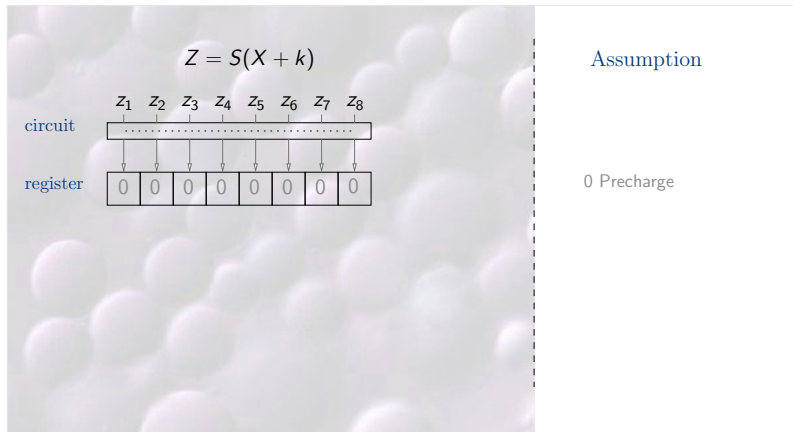 Z = S(X + k)
Assumption
z₁ z₂ z₃ z₄ z₅ z₆ z₇ z₈
circuit
register 0 0 0 0 0 0 0 0
0 Precharge